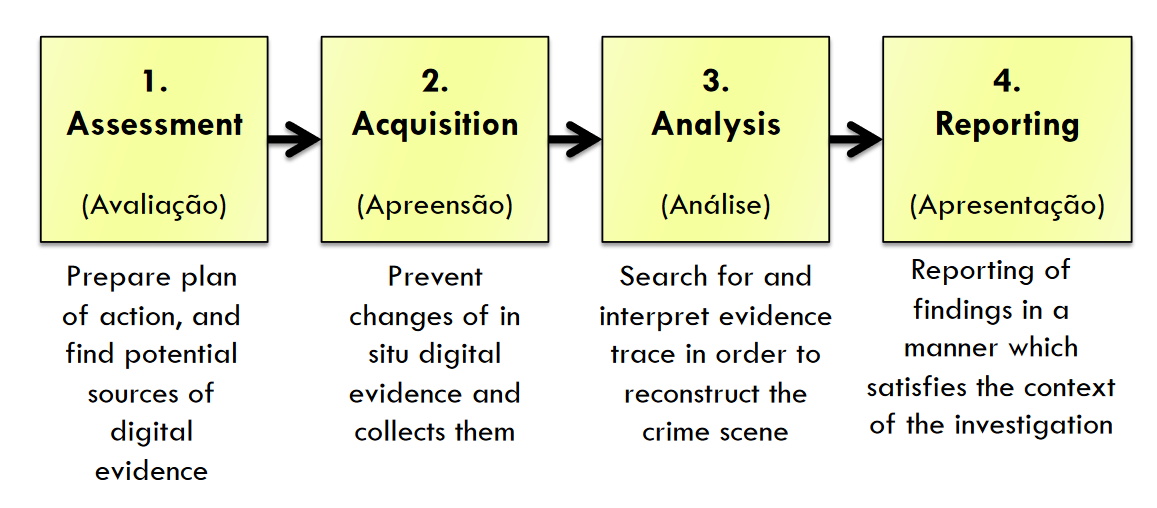 1.
Assessment
(Avaliação)
Prepare plan
of action, and
find potential
sources of
digital
evidence
2.
Acquisition
(Apreensão)
Prevent
changes of in
situ digital
evidence and
collects them
3.
Analysis
(Análise)
Search for and
interpret evidence
trace in order to
reconstruct the
crime scene
4.
Reporting
(Apresentação)
Reporting of
findings in a
manner which
satisfies the context
of the investigation